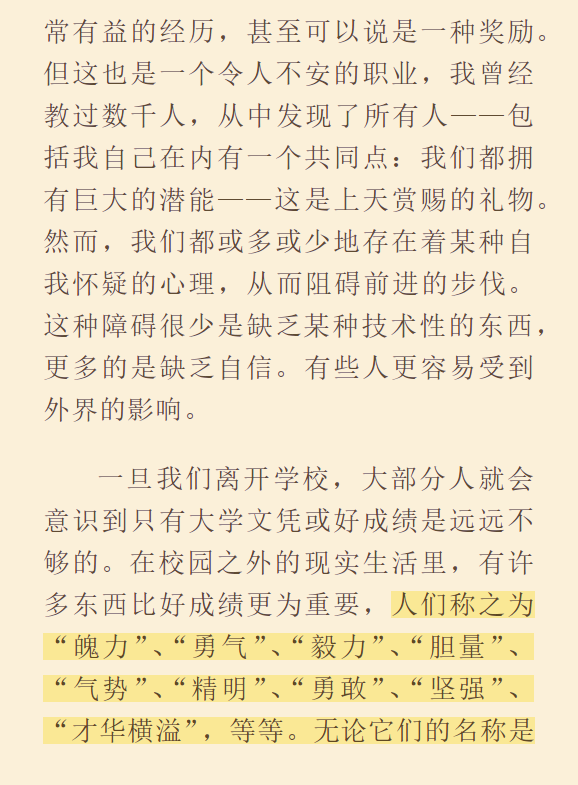 常有益的经历，甚至可以说是一种奖励。
但这也是一个令人不安的职业，我曾经
教过数千人，从中发现了所有人——包
括我自己在内有一个共同点：我们都拥
有巨大的潜能——这是上天赏赐的礼物。
然而，我们都或多或少地存在着某种自
我怀疑的心理，从而阻碍前进的步伐。
这种障碍很少是缺乏某种技术性的东西，
更多的是缺乏自信。有些人更容易受到
外界的影响。
一旦我们离开学校，大部分人就会
意识到只有大学文凭或好成绩是远远不
够的。在校园之外的现实生活里，有许
多东西比好成绩更为重要，人们称之为
“魄力”、“勇气”、“毅力”、“胆量”、
“气势”、“精明”、“勇敢”、“坚强”、
“才华横溢”，等等。无论它们的名称是